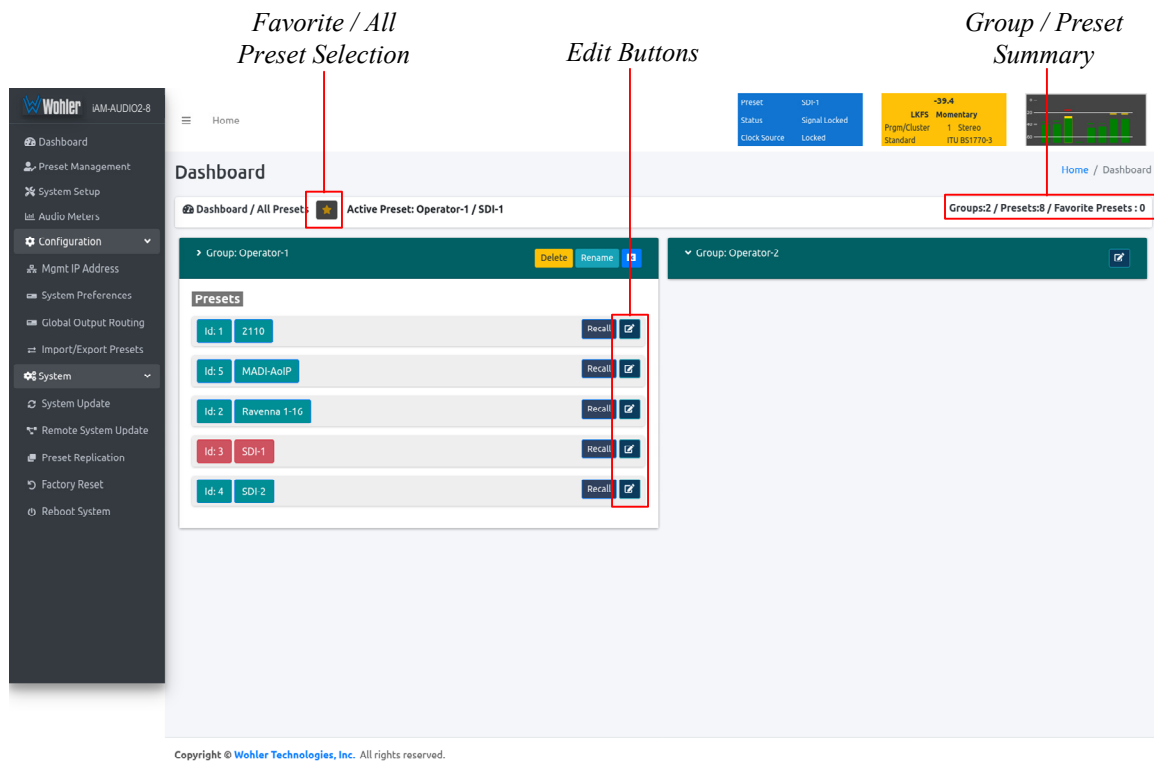 Favorite / All
Preset Selection
Edit Buttons
Group / Preset
Summary
Wohler iAM-AUDIO2-8
Dashboard
Preset Management
System Setup
Audio Meters
Configuration
Mgmt IP Address
System Preferences
Global Output Routing
Import/Export Presets
System
System Update
Remote System Update
Preset Replication
Factory Reset
Reboot System
Home
Preset SDI-1
Status Signal Locked
Clock Source Locked
-39.4
LKFS Momentary
Prgm/Cluster 1 Stereo
Standard ITU BS1770-3
Dashboard
Home / Dashboard
Dashboard / All Presets
Active Preset: Operator-1 / SDI-1
Groups:2 / Presets:8 / Favorite Presets : 0
Group: Operator-1
Delete Rename
Group: Operator-2
Presets
Id: 1 2110 Recall
Id: 5 MADI-AoIP Recall
Id: 2 Ravenna 1-16 Recall
Id: 3 SDI-1 Recall
Id: 4 SDI-2 Recall
Copyright © Wohler Technologies, Inc. All rights reserved.